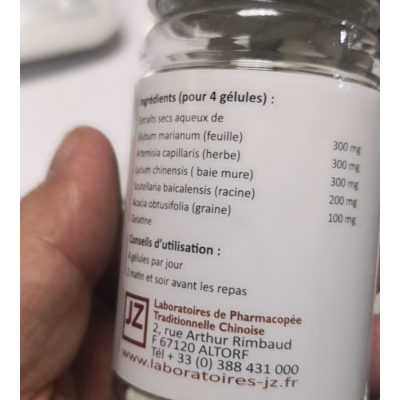 Ingrédients (pour 4 gélules) :
Extraits secs aqueux de
Silybum marianum (feuille) 300 mg
Artemisia capillaris (herbe) 300 mg
Lycium chinensis ( baie mure) 300 mg
Scutellaria baicalensis (racine) 200 mg
Acacia obtusifolia (graine) 100 mg
Gelatine
Conseils d'utilisation :
4 gélules par jour
2 matin et soir avant les repas
JZ
Laboratoires de Pharmacopée
Traditionnelle Chinoise
2, rue Arthur Rimbaud
F 67120 ALTORF
Tél + 33 (0) 388 431 000
www.laboratoires-jz.fr